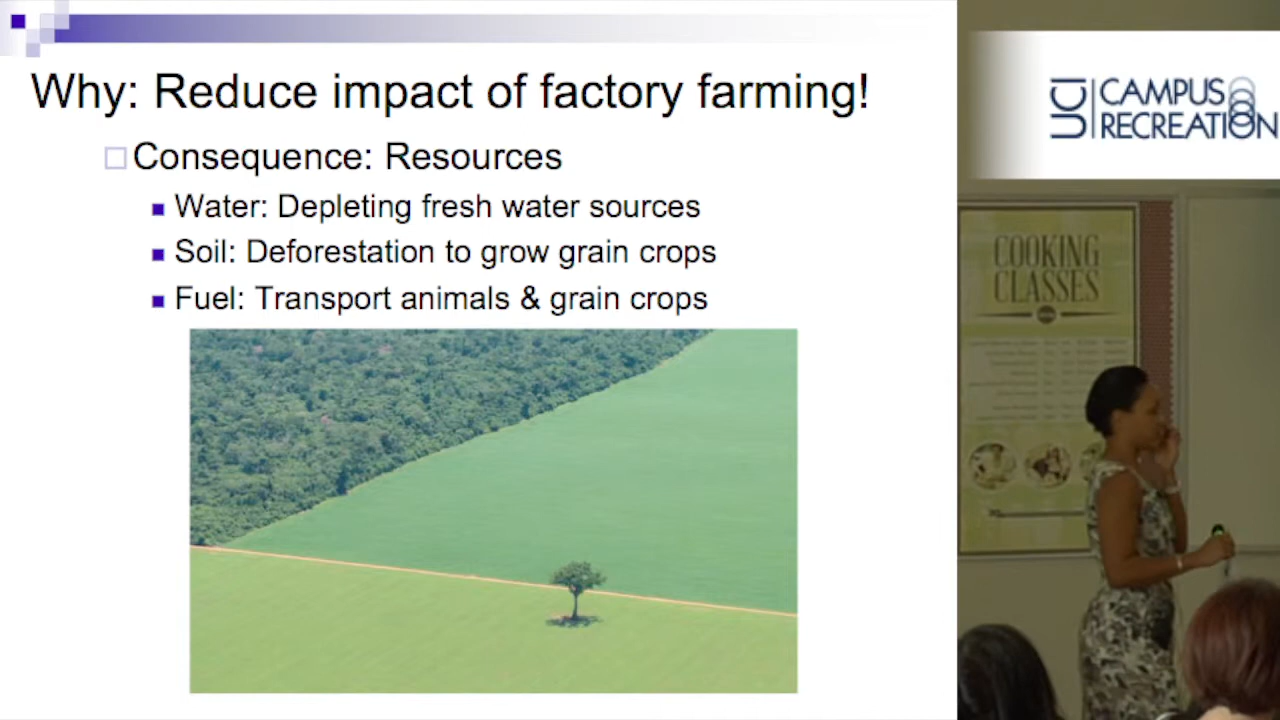 Why: Reduce impact of factory farming!
Consequence: Resources
Water: Depleting fresh water sources
Soil: Deforestation to grow grain crops
Fuel: Transport animals & grain crops
UCI CAMPUS
RECREATION
COOKING
CLASSES